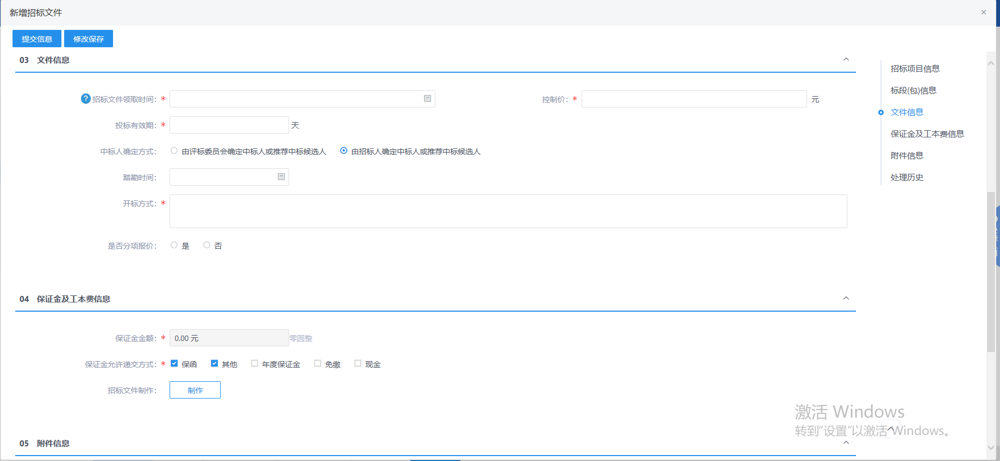 新增招标文件
提交信息 修改保存
03 文件信息
招标文件领取时间：* 控制价：* 元
投标有效期：* 天
中标人确定方式： 由评标委员会确定中标人或推荐中标候选人 由招标人确定中标人或推荐中标候选人
踏勘时间：
开标方式：*
是否分项报价： 是 否
04 保证金及工本费信息
保证金金额：* 0.00 元 零圆整
保证金允许递交方式：* 保函 其他 年度保证金 免缴 现金
招标文件制作： 制作
05 附件信息
招标项目信息
标段(包)信息
文件信息
保证金及工本费信息
附件信息
处理历史
激活 Windows
转到“设置”以激活 Windows。